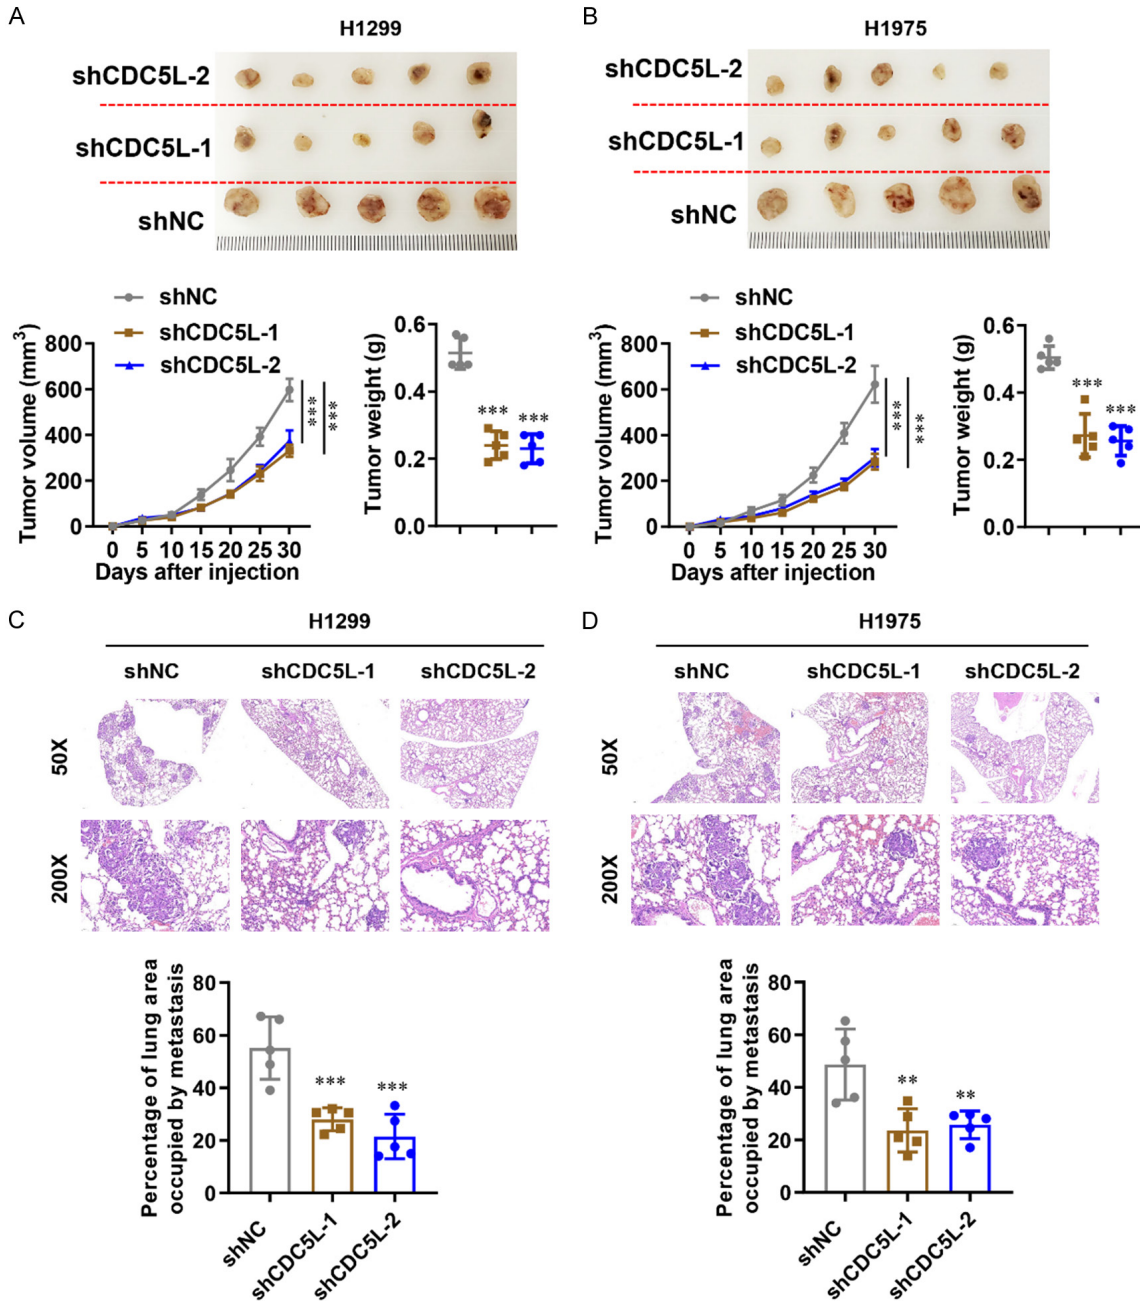 A
H1299
shCDC5L-2
shCDC5L-1
shNC
shNC
shCDC5L-1
shCDC5L-2
Tumor volume (mm3)
800
600
400
200
0
0 5 10 15 20 25 30
Days after injection
***
***
Tumor weight (g)
0.6
0.4
0.2
0.0
*** ***
B
H1975
shCDC5L-2
shCDC5L-1
shNC
shNC
shCDC5L-1
shCDC5L-2
Tumor volume (mm3)
800
600
400
200
0
0 5 10 15 20 25 30
Days after injection
***
***
Tumor weight (g)
0.6
0.4
0.2
0.0
***
***
C
H1299
shNC shCDC5L-1 shCDC5L-2
50X
200X
Percentage of lung area
occupied by metastasis
80
60
40
20
0
*** ***
shNC
shCDC5L-1
shCDC5L-2
D
H1975
shNC shCDC5L-1 shCDC5L-2
50X
200X
Percentage of lung area
occupied by metastasis
80
60
40
20
0
** **
shNC
shCDC5L-1
shCDC5L-2